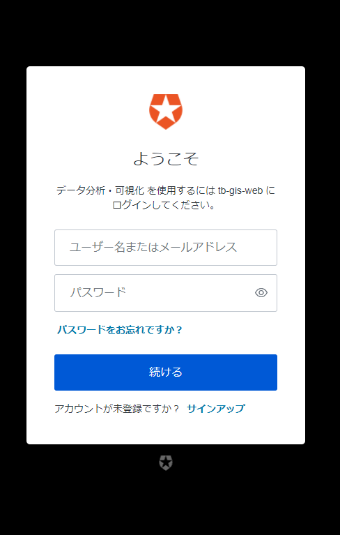 ようこそ
データ分析・可視化 を使用するには tb-gis-web に
ログインしてください。
ユーザー名またはメールアドレス
パスワード
パスワードをお忘れですか？
続ける
アカウントが未登録ですか？ サインアップ